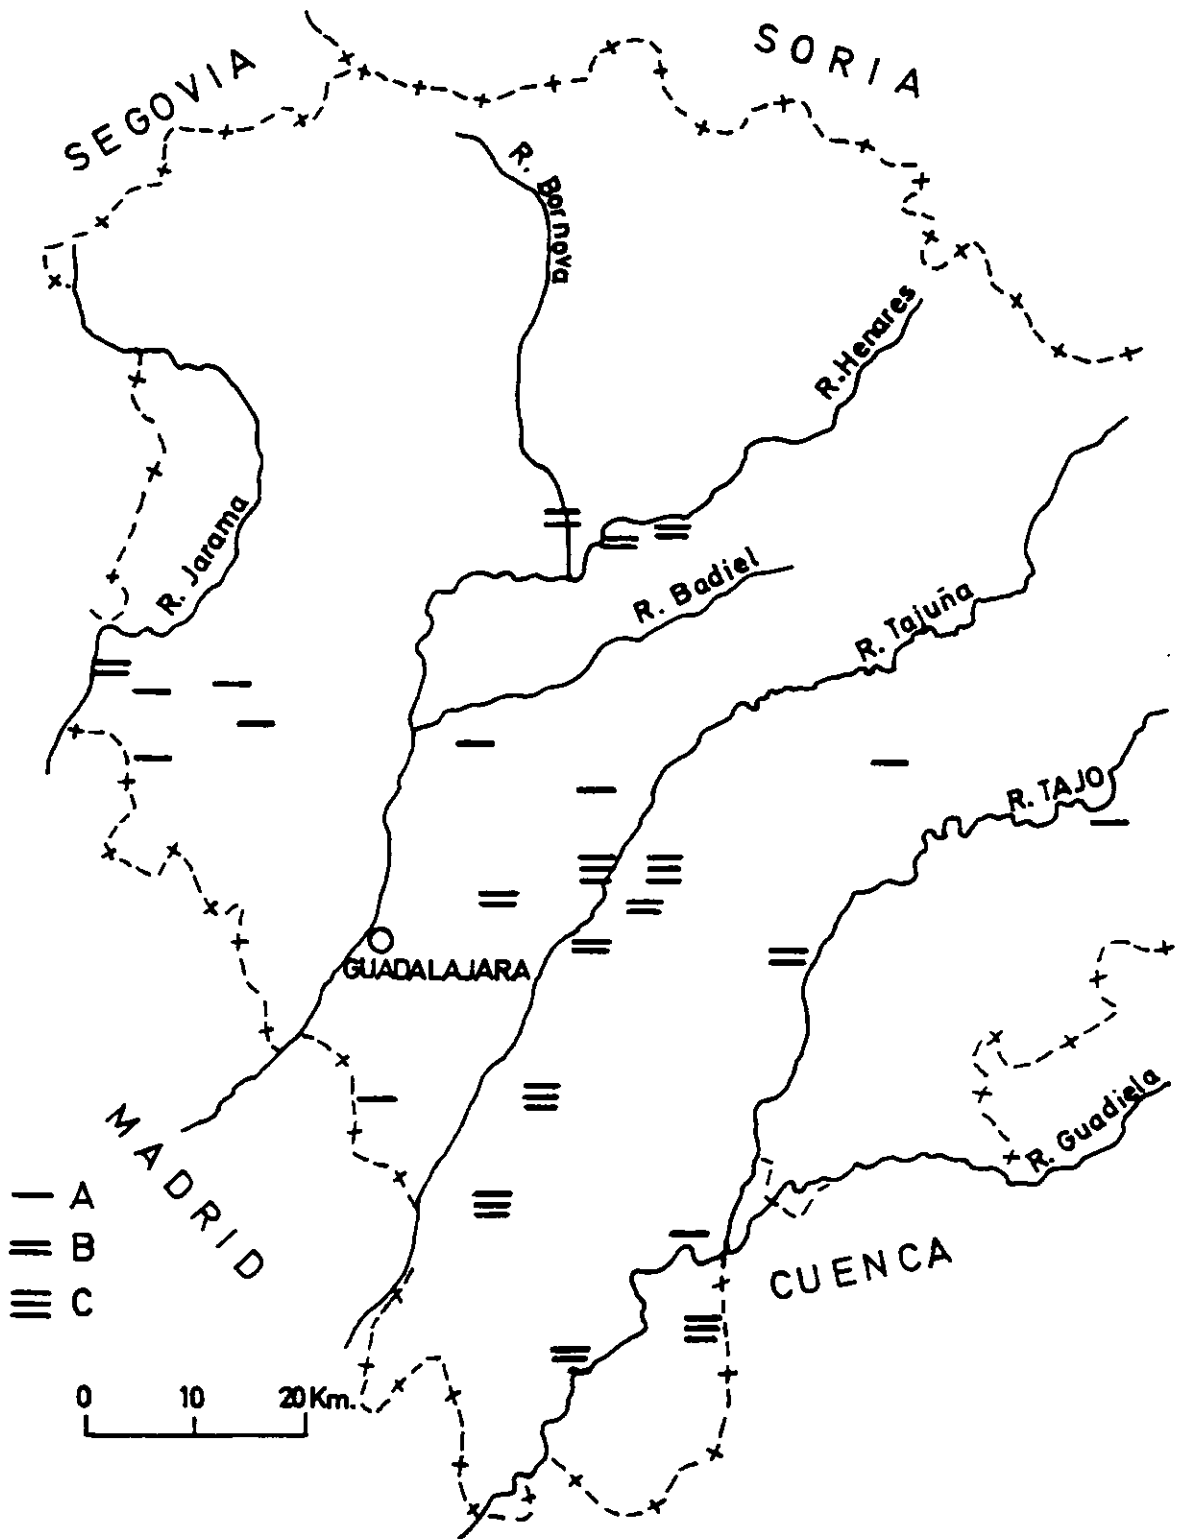 SEGOVIA
SORIA
R. Bornova
R. Henares
R. Jarama
R. Badiel
R. Tajuña
R. TAJO
GUADALAJARA
R. Guadiela
MADRID
A
B
C
CUENCA
0 10 20 Km.